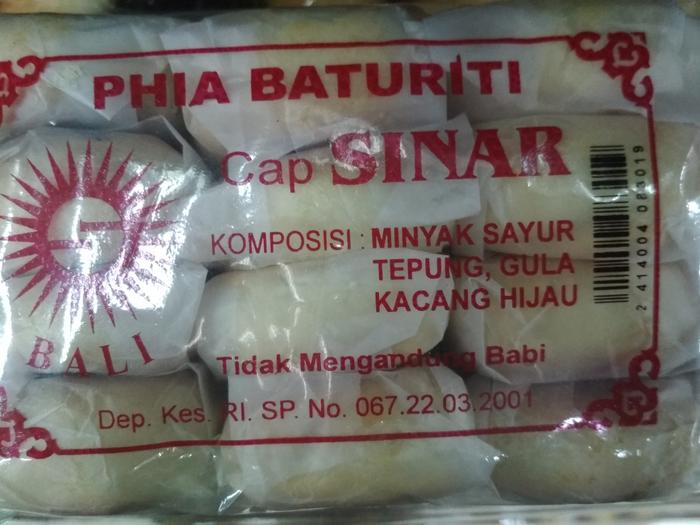 PHIA BATURITI
Cap SINAR
KOMPOSISI : MINYAK SAYUR
TEPUNG, GULA
KACANG HIJAU
BALI
Tidak Mengandung Babi
Dep. Kes. RI. SP. No. 067.22.03.2001
2 414004 083019